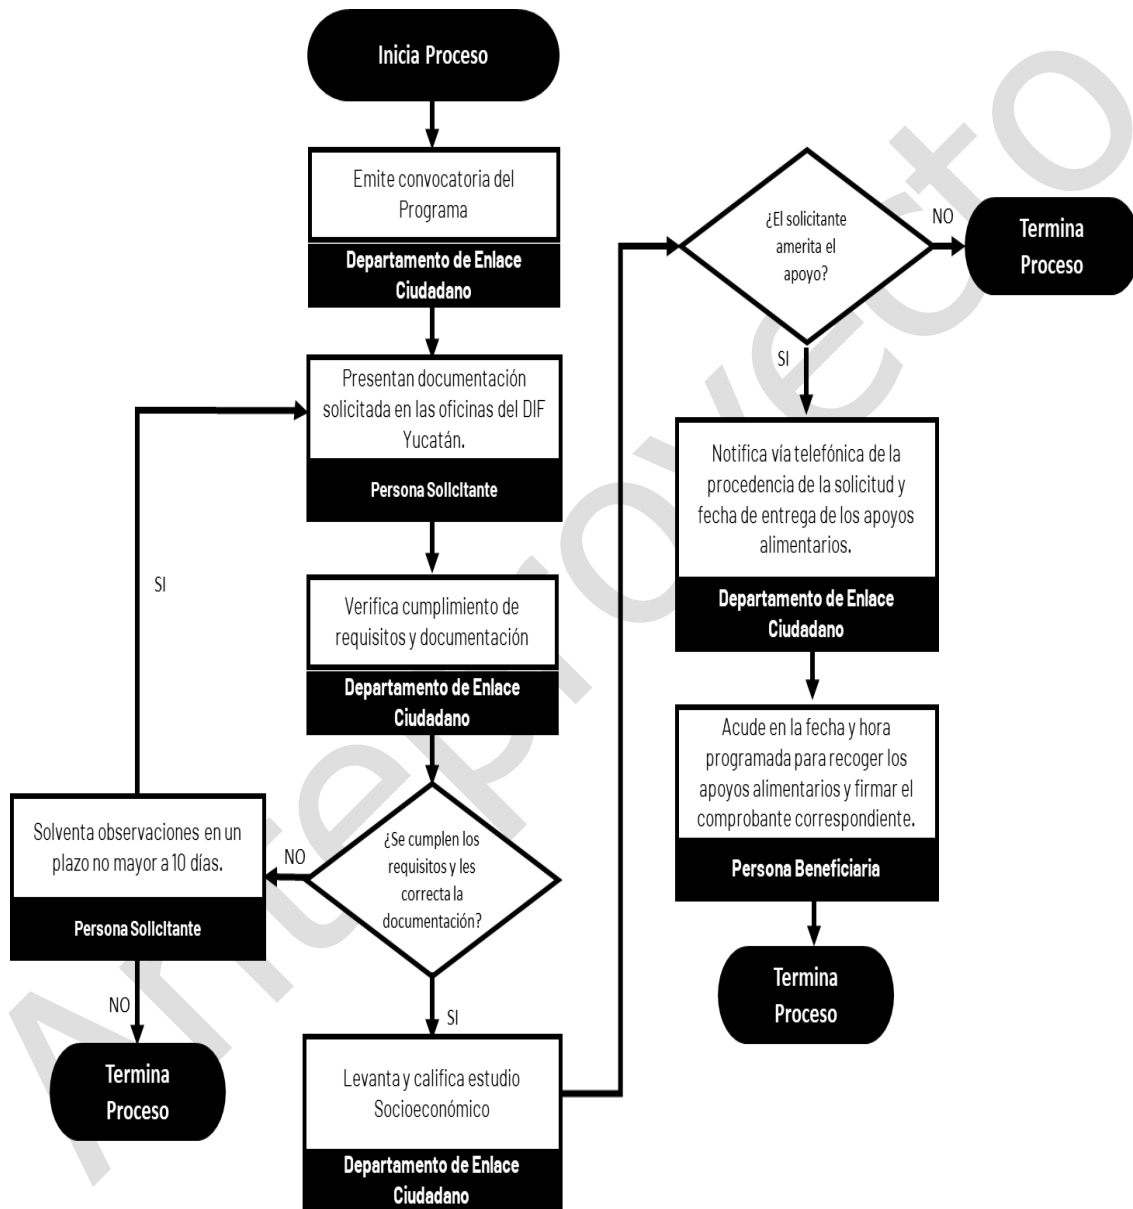 Inicia Proceso
Emite convocatoria del
Programa
Departamento de Enlace
Ciudadano
Presentan documentación
solicitada en las oficinas del DIF
Yucatán.
Persona Solicitante
Verifica cumplimiento de
requisitos y documentación
Departamento de Enlace
Ciudadano
¿Se cumplen los
requisitos y les
correcta la
documentación?
NO
Solventa observaciones en un
plazo no mayor a 10 días.
Persona Solicitante
SI
NO
Termina
Proceso
SI
Levanta y califica estudio
Socioeconómico
Departamento de Enlace
Ciudadano
¿El solicitante
amerita el
apoyo?
NO
Termina
Proceso
SI
Notifica vía telefónica de la
procedencia de la solicitud y
fecha de entrega de los apoyos
alimentarios.
Departamento de Enlace
Ciudadano
Acude en la fecha y hora
programada para recoger los
apoyos alimentarios y firmar el
comprobante correspondiente.
Persona Beneficiaria
Termina
Proceso
Anteproyecto